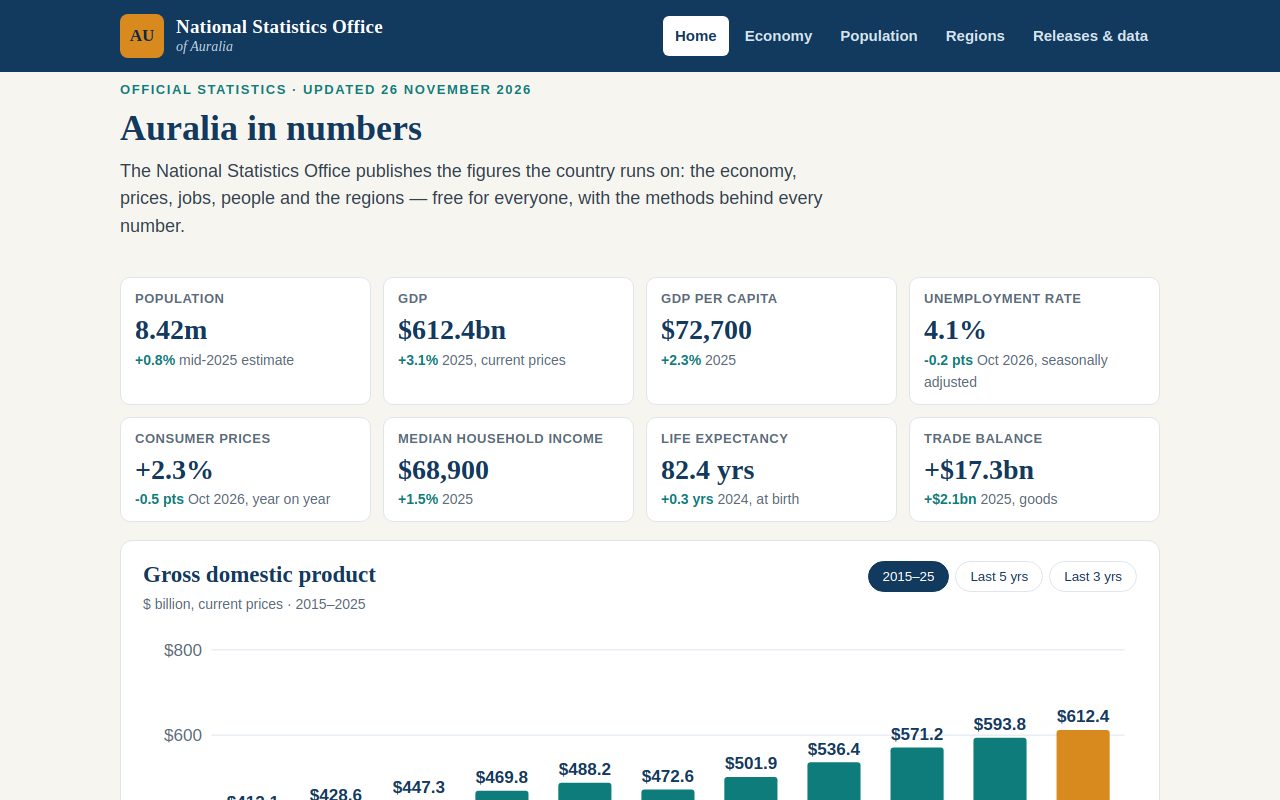 AU
National Statistics Office
of Auralia
Home
Economy
Population
Regions
Releases & data
OFFICIAL STATISTICS · UPDATED 26 NOVEMBER 2026
Auralia in numbers
The National Statistics Office publishes the figures the country runs on: the economy,
prices, jobs, people and the regions — free for everyone, with the methods behind every
number.
POPULATION
8.42m
+0.8% mid-2025 estimate
GDP
$612.4bn
+3.1% 2025, current prices
GDP PER CAPITA
$72,700
+2.3% 2025
UNEMPLOYMENT RATE
4.1%
-0.2 pts Oct 2026, seasonally
adjusted
CONSUMER PRICES
+2.3%
-0.5 pts Oct 2026, year on year
MEDIAN HOUSEHOLD INCOME
$68,900
+1.5% 2025
LIFE EXPECTANCY
82.4 yrs
+0.3 yrs 2024, at birth
TRADE BALANCE
+$17.3bn
+$2.1bn 2025, goods
Gross domestic product
$ billion, current prices · 2015–2025
2015–25
Last 5 yrs
Last 3 yrs
$800
$600
$428.6
$447.3
$469.8
$488.2
$472.6
$501.9
$536.4
$571.2
$593.8
$612.4